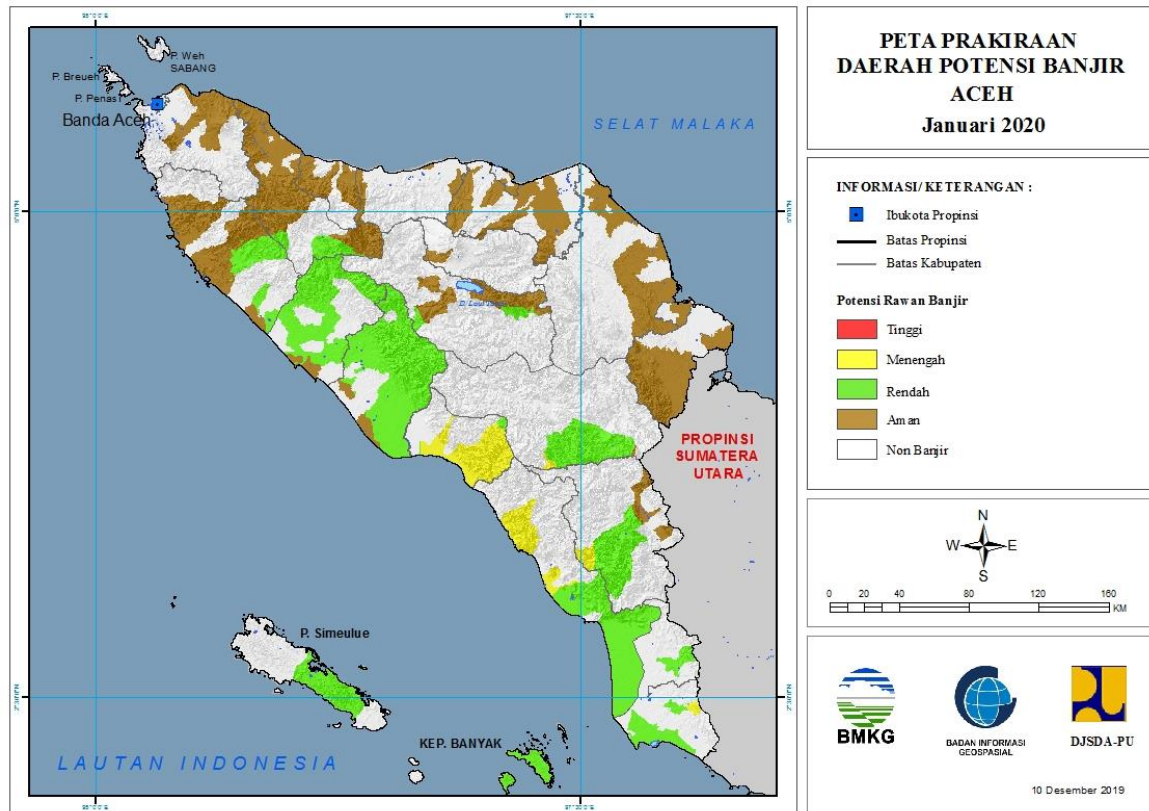 PETA PRAKIRAAN
DAERAH POTENSI BANJIR
ACEH
Januari 2020
INFORMASI/ KETERANGAN :
Ibukota Propinsi
Batas Propinsi
Batas Kabupaten
Potensi Rawan Banjir
Tinggi
Menengah
Rendah
Aman
Non Banjir
N
W E
S
0 20 40 80 120 160
KM
BMKG
BADAN INFORMASI
GEOSPASIAL
DJSDA-PU
10 Desember 2019
P. Weh
SABANG
P. Breueh
P. Penasi
Banda Aceh
SELAT MALAKA
PROPINSI
SUMATERA
UTARA
P. Simeulue
KEP. BANYAK
LAUTAN INDONESIA